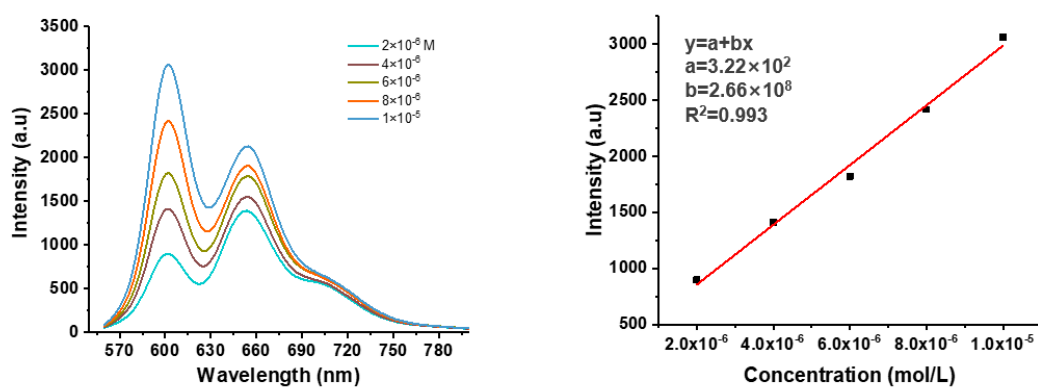 3500
3000
2500
2000
1500
1000
500
0
570 600 630 660 690 720 750 780
Intensity (a.u)
Wavelength (nm)
2×10⁻⁶ M
4×10⁻⁶
6×10⁻⁶
8×10⁻⁶
1×10⁻⁵
3000
2500
2000
1500
1000
500
2.0x10⁻⁶ 4.0x10⁻⁶ 6.0x10⁻⁶ 8.0x10⁻⁶ 1.0x10⁻⁵
Intensity (a.u)
Concentration (mol/L)
y=a+bx
a=3.22×10²
b=2.66×10⁸
R²=0.993